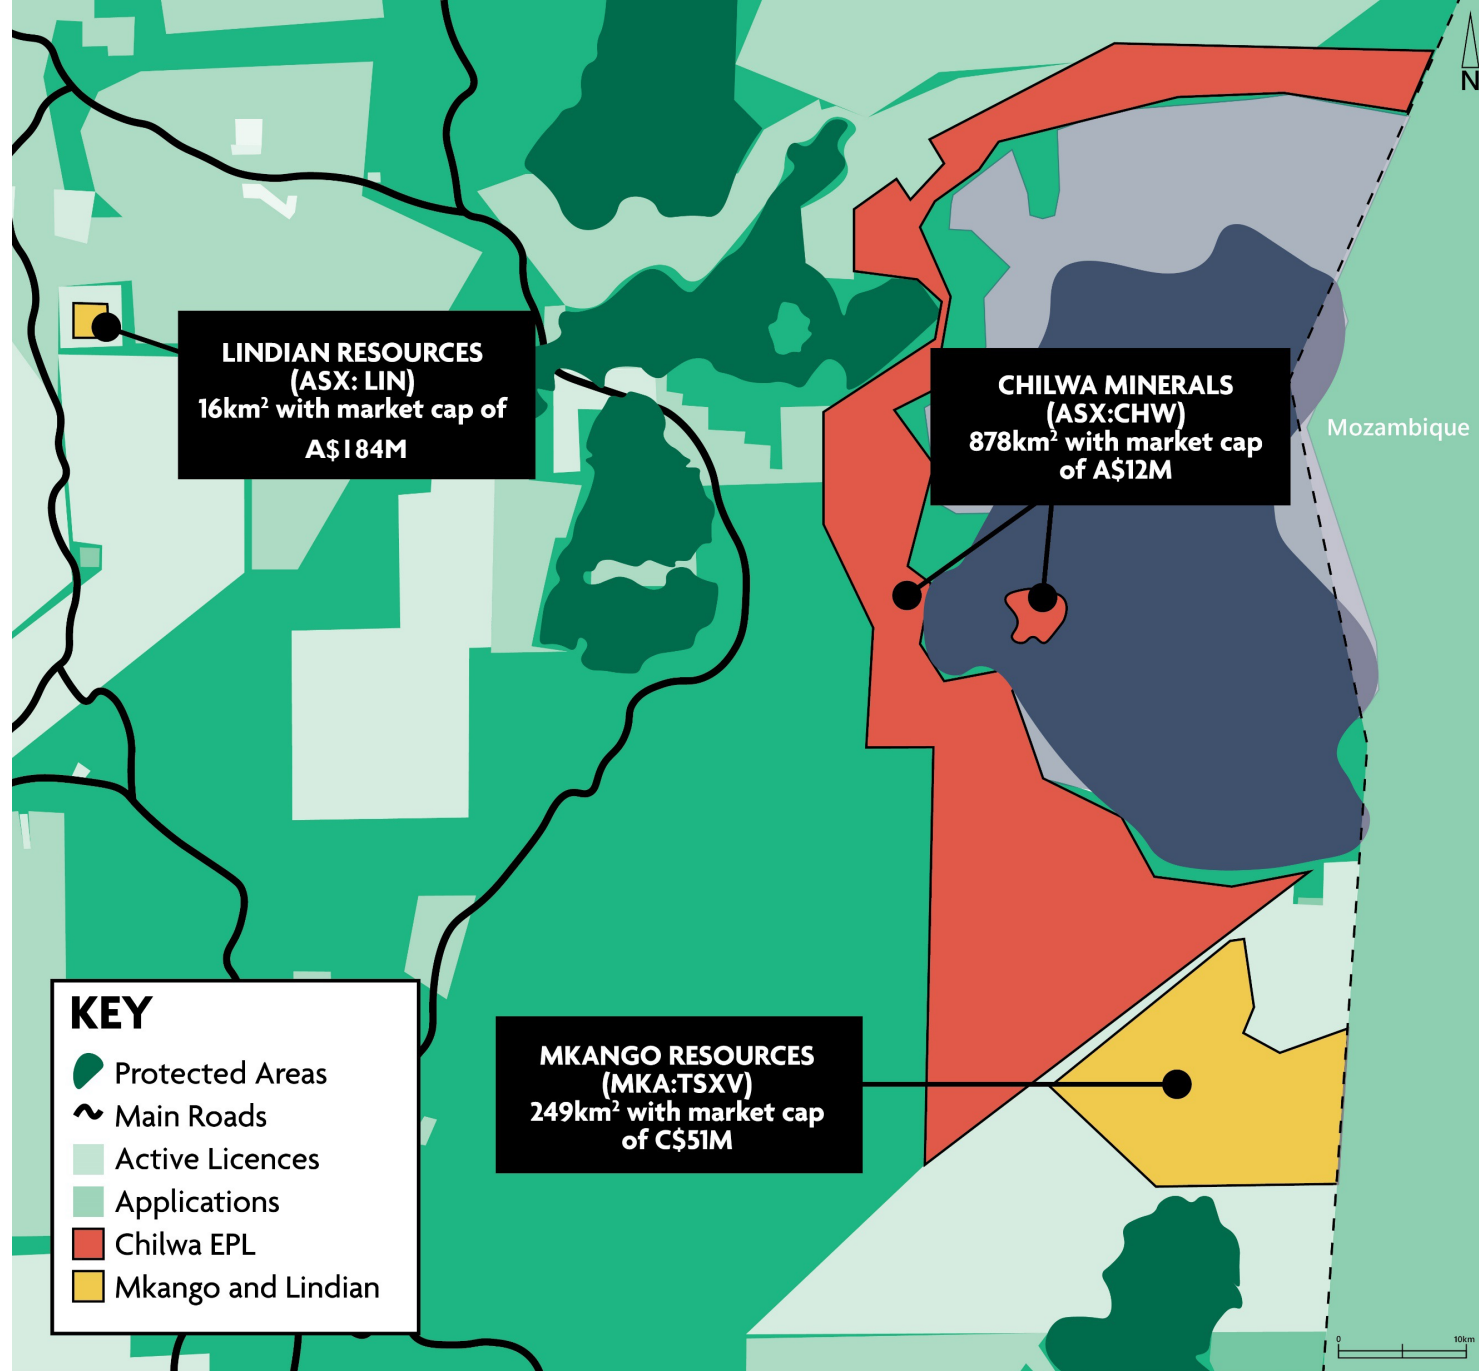 N
LINDIAN RESOURCES
(ASX: LIN)
16km² with market cap of
A$184M
CHILWA MINERALS
(ASX:CHW)
878km² with market cap
of A$12M
Mozambique
MKANGO RESOURCES
(MKA:TSXV)
249km² with market cap
of C$51M
KEY
Protected Areas
Main Roads
Active Licences
Applications
Chilwa EPL
Mkango and Lindian
0 10km